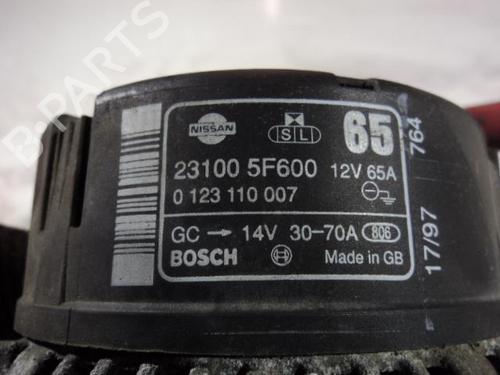 NISSAN
S L
65
23100 5F600 12V 65A
0 123 110 007
GC → 14V 30-70A 806
BOSCH Made in GB
17/97 764
B-PARTS